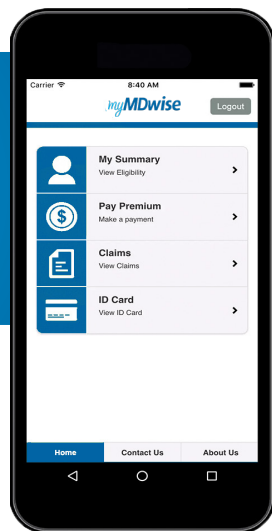 Carrier 8:40 AM
myMDwise Logout
My Summary
View Eligibility
$
Pay Premium
Make a payment
Claims
View Claims
ID Card
View ID Card
Home Contact Us About Us